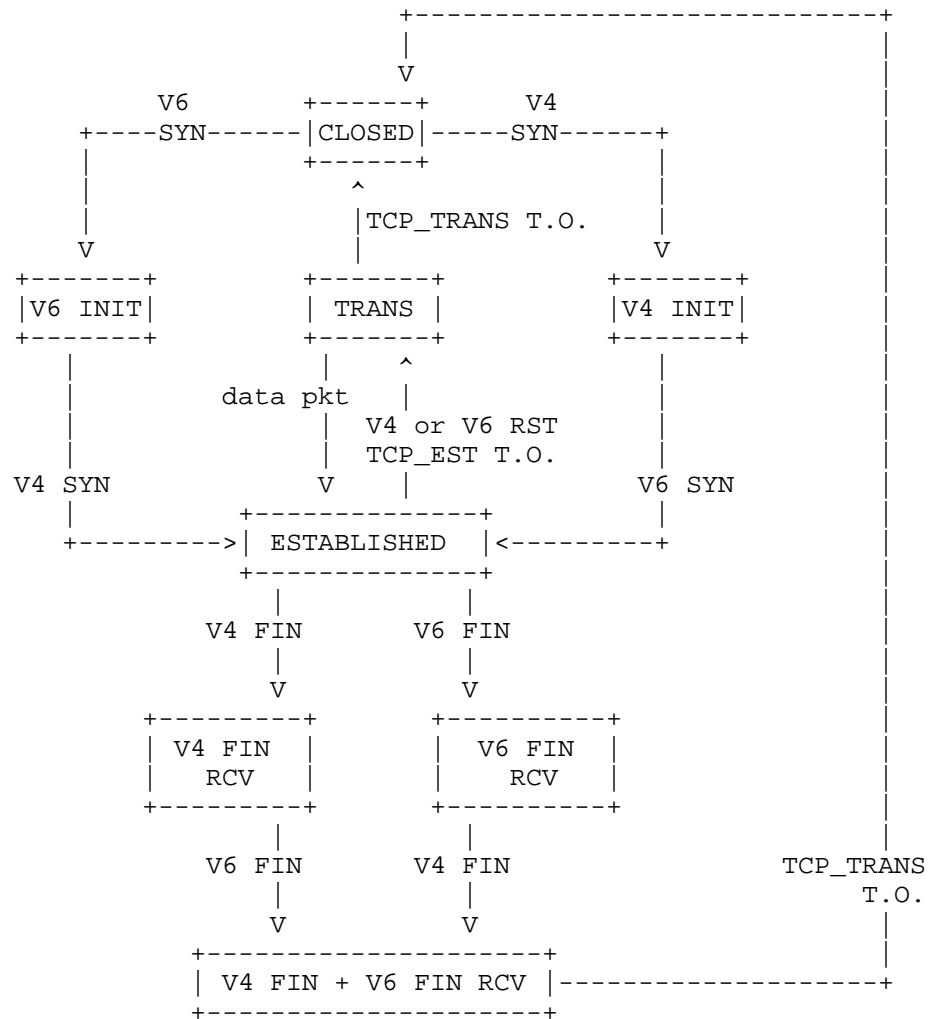 V6 V4
SYN CLOSED SYN
TCP_TRANS T.O.
V V
V6 INIT TRANS V4 INIT
data pkt
V4 or V6 RST
TCP_EST T.O.
V4 SYN V V6 SYN
ESTABLISHED
V4 FIN V6 FIN
V V
V4 FIN V6 FIN
RCV RCV
V6 FIN V4 FIN TCP_TRANS
T.O.
V V
V4 FIN + V6 FIN RCV